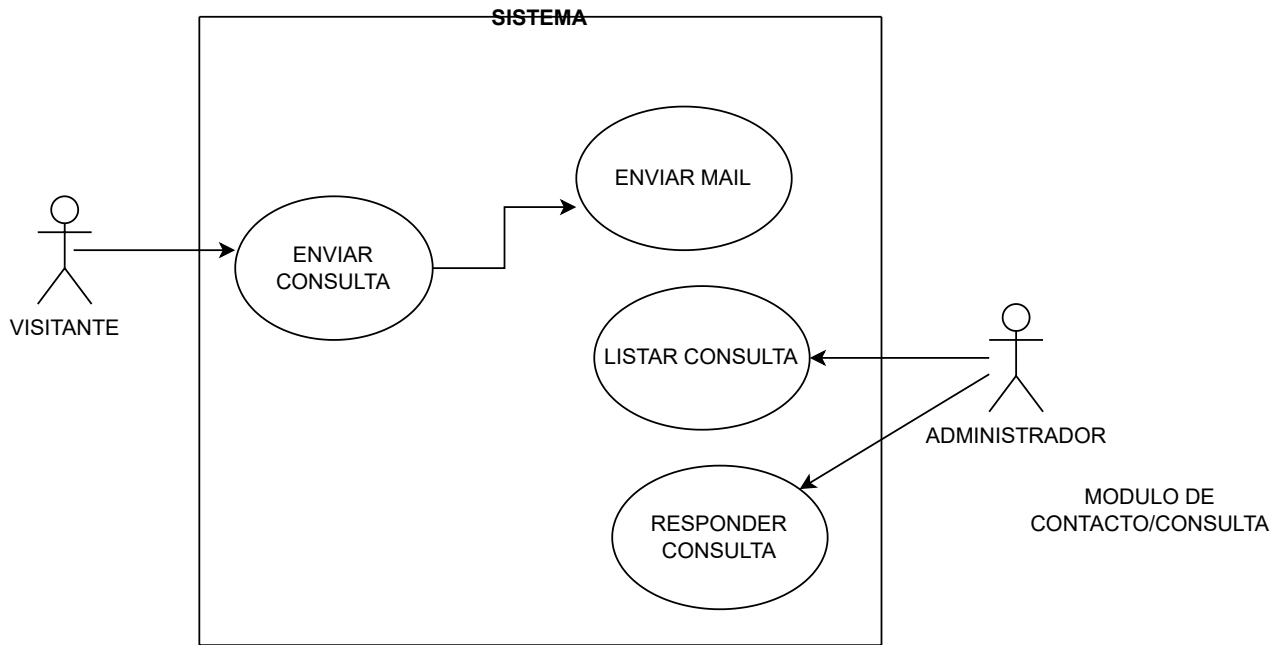 SISTEMA
ENVIAR MAIL
ENVIAR
CONSULTA
VISITANTE
LISTAR CONSULTA
ADMINISTRADOR
MODULO DE
CONTACTO/CONSULTA
RESPONDER
CONSULTA